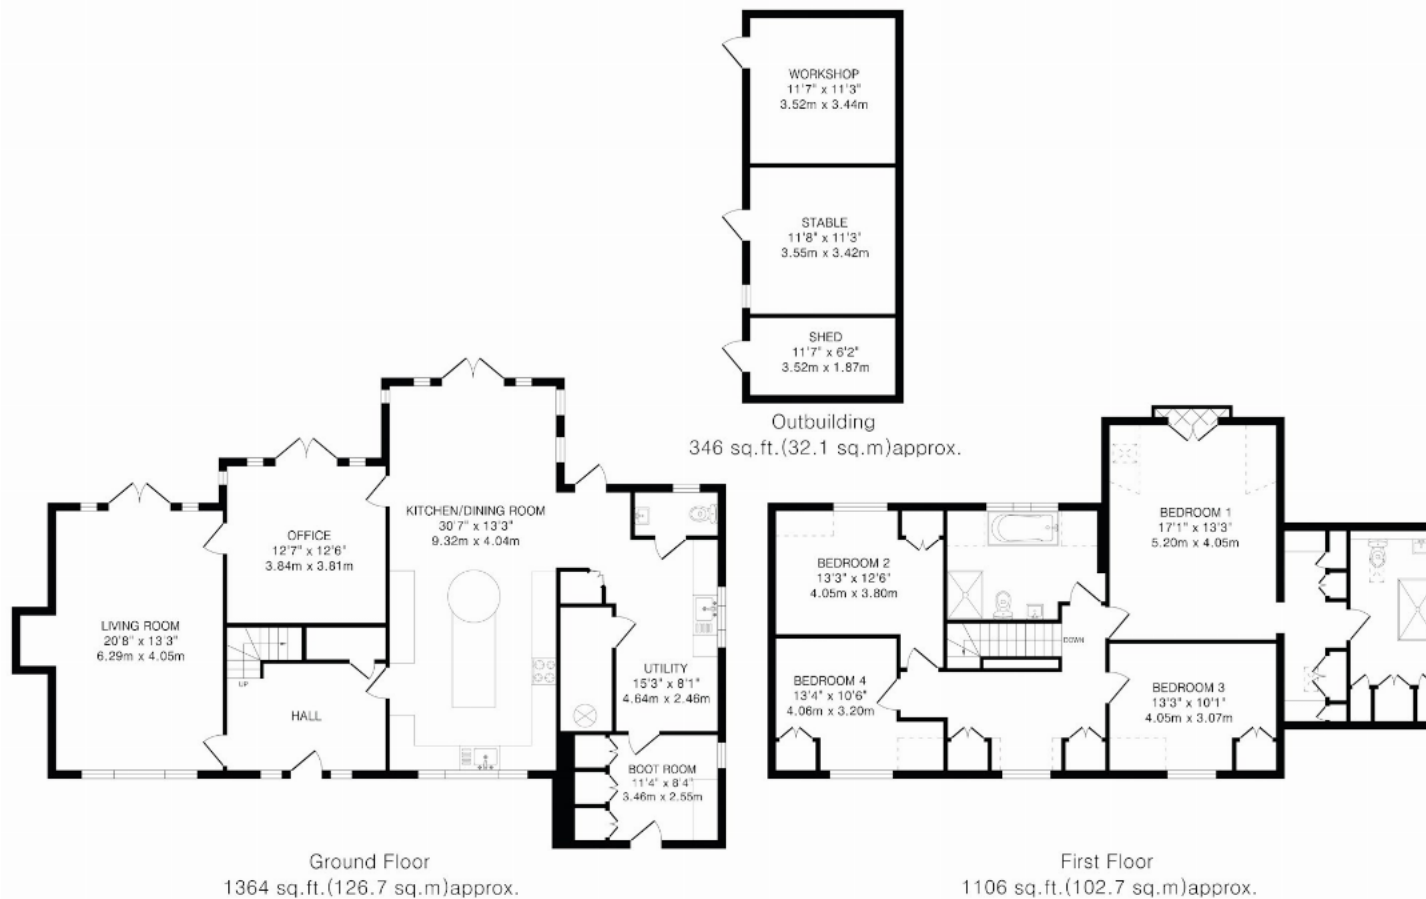 WORKSHOP
11'7" x 11'3"
3.52m x 3.44m
STABLE
11'8" x 11'3"
3.55m x 3.42m
SHED
11'7" x 6'2"
3.52m x 1.87m
Outbuilding
346 sq.ft.(32.1 sq.m)approx.
KITCHEN/DINING ROOM
30'7" x 13'3"
9.32m x 4.04m
OFFICE
12'7" x 12'6"
3.84m x 3.81m
LIVING ROOM
20'8" x 13'3"
6.29m x 4.05m
UP
HALL
UTILITY
15'3" x 8'1"
4.64m x 2.46m
BOOT ROOM
11'4" x 8'4"
3.46m x 2.55m
Ground Floor
1364 sq.ft.(126.7 sq.m)approx.
BEDROOM 1
17'1" x 13'3"
5.20m x 4.05m
BEDROOM 2
13'3" x 12'6"
4.05m x 3.80m
DOWN
BEDROOM 4
13'4" x 10'6"
4.06m x 3.20m
BEDROOM 3
13'3" x 10'1"
4.05m x 3.07m
First Floor
1106 sq.ft.(102.7 sq.m)approx.